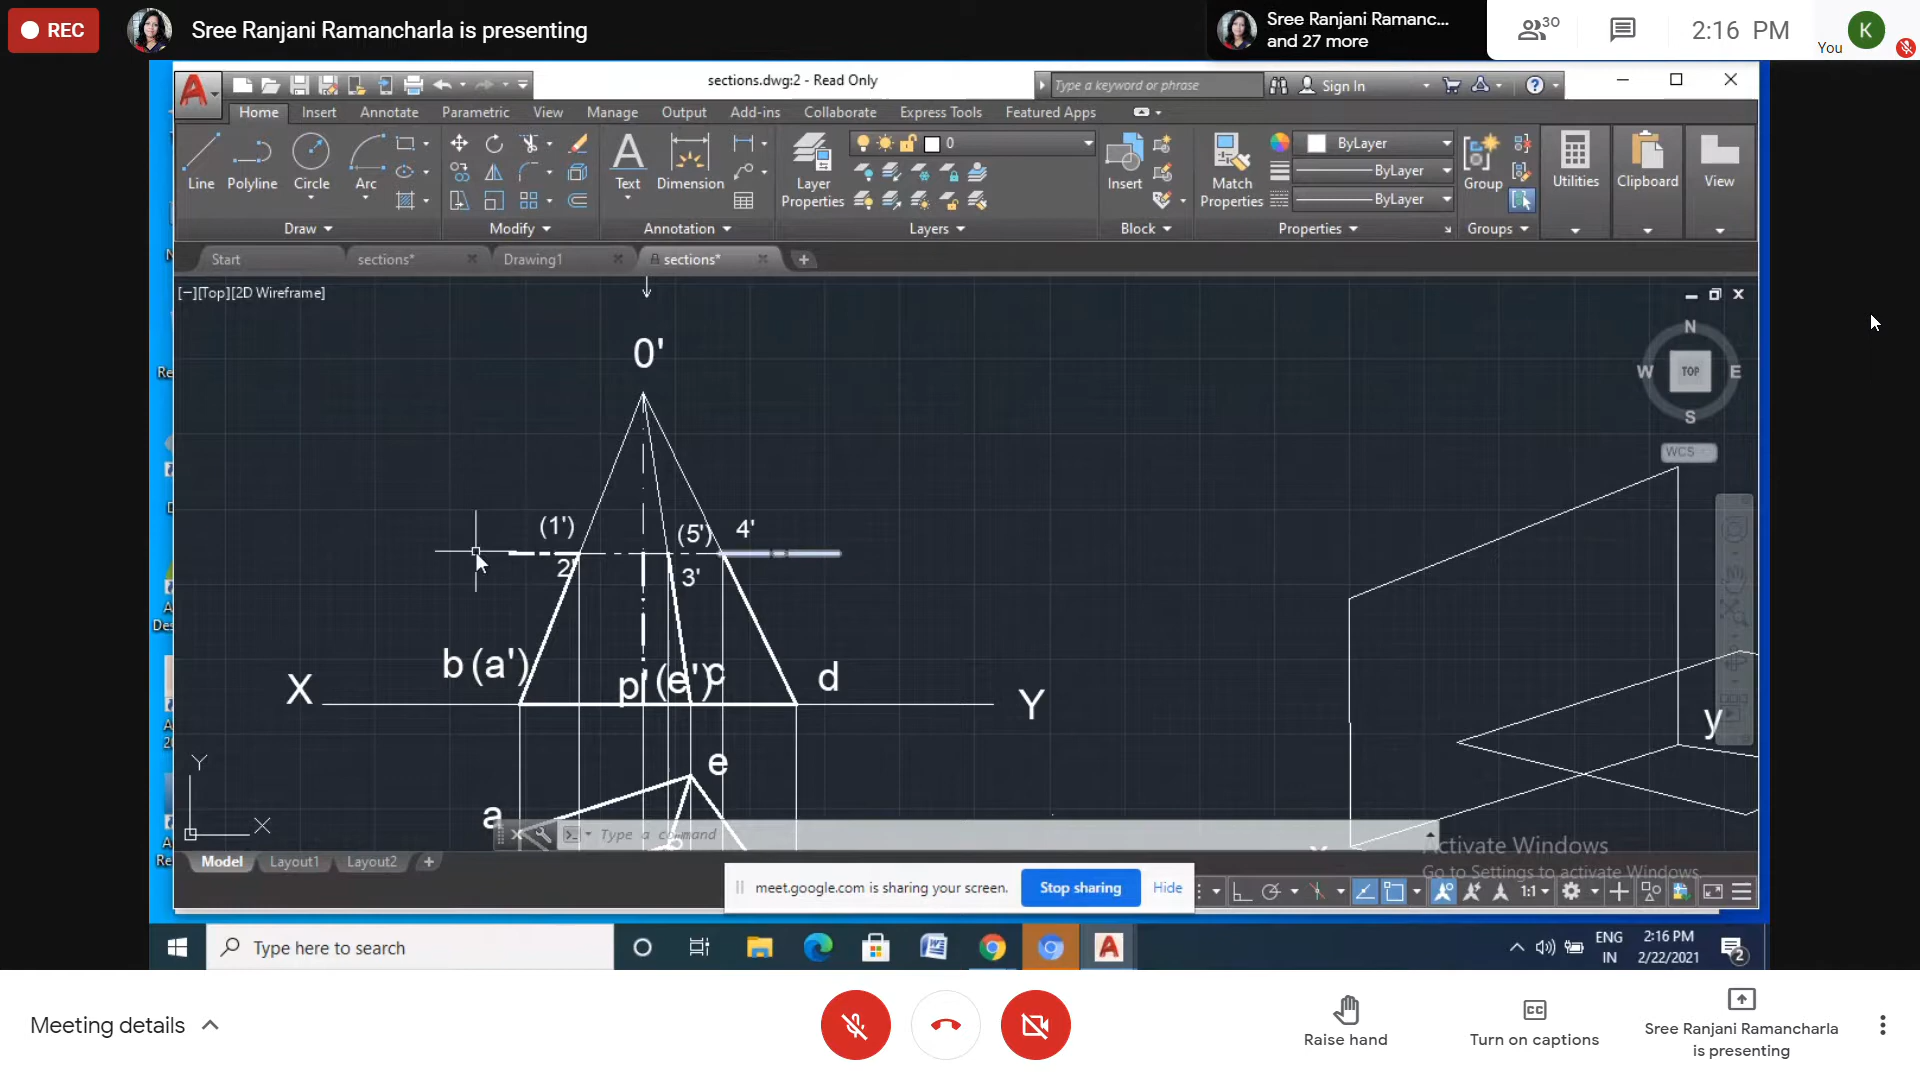 REC
Sree Ranjani Ramancharla is presenting
Sree Ranjani Ramanc...
and 27 more
30
2:16 PM
You
K
sections.dwg:2 - Read Only
Type a keyword or phrase
Sign In
Home Insert Annotate Parametric View Manage Output Add-ins Collaborate Express Tools Featured Apps
Line Polyline Circle Arc
Text Dimension
Layer Properties
0
Insert
Match Properties
ByLayer
ByLayer
ByLayer
Group
Utilities
Clipboard
View
Draw Modify Annotation Layers Block Properties Groups
Start sections* Drawing1 sections*
[−][Top][2D Wireframe]
N
W TOP E
S
WCS
0'
(1') (5') 4'
2' 3'
b (a') p' (e') c d
X Y
e
a
y
Y
X
Type a command
Activate Windows
Go to Settings to activate Windows.
Model Layout1 Layout2
meet.google.com is sharing your screen. Stop sharing Hide
1:1
Type here to search
ENG
IN
2:16 PM
2/22/2021
2
Meeting details
Raise hand
Turn on captions
Sree Ranjani Ramancharla
is presenting